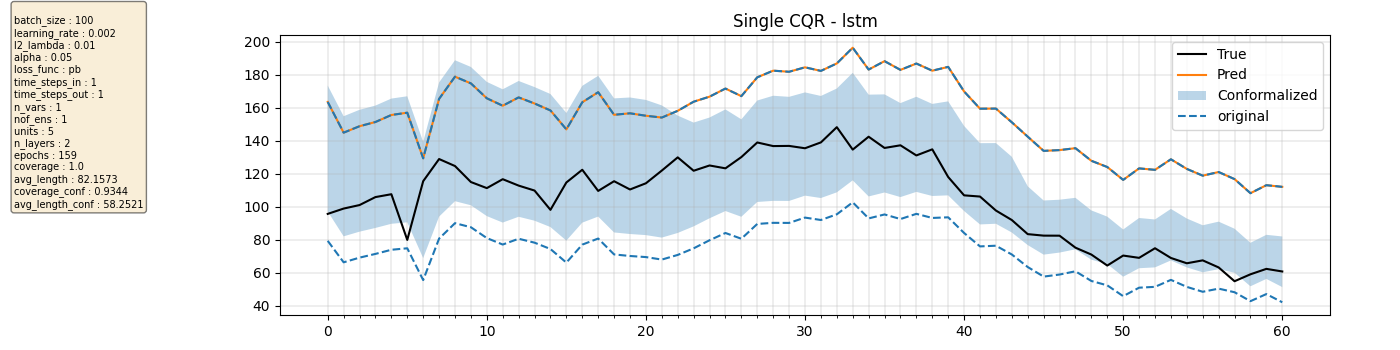 batch_size : 100
learning_rate : 0.002
l2_lambda : 0.01
alpha : 0.05
loss_func : pb
time_steps_in : 1
time_steps_out : 1
n_vars : 1
nof_ens : 1
units : 5
n_layers : 2
epochs : 159
coverage : 1.0
avg_length : 82.1573
coverage_conf : 0.9344
avg_length_conf : 58.2521
Single CQR - lstm
200
180
160
140
120
100
80
60
40
True
Pred
Conformalized
original
0 10 20 30 40 50 60